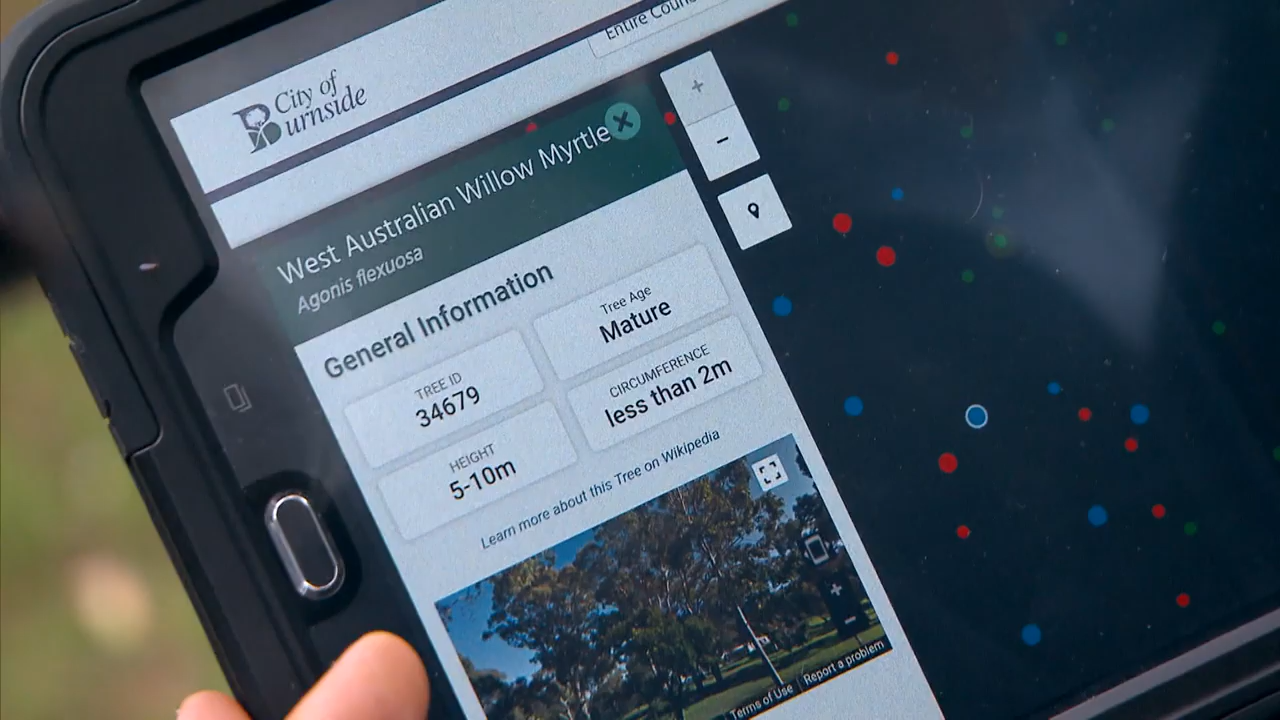 Entire
City of
Burnside
West Australian Willow Myrtle
Agonis flexuosa
General Information
TREE ID
34679
Tree Age
Mature
HEIGHT
5-10m
CIRCUMFERENCE
less than 2m
Learn more about this Tree on Wikipedia
Terms of Use
Report a problem